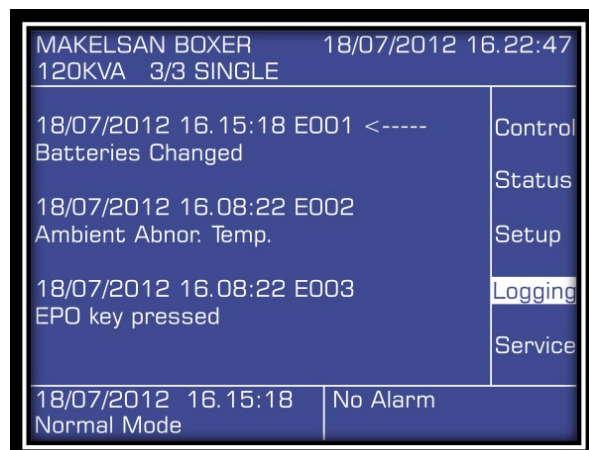 MAKELSAN BOXER 18/07/2012 16.22:47
120KVA 3/3 SINGLE
18/07/2012 16.15:18 E001 <-----
Batteries Changed
18/07/2012 16.08:22 E002
Ambient Abnor. Temp.
18/07/2012 16.08:22 E003
EPO key pressed
Control
Status
Setup
Logging
Service
18/07/2012 16.15:18
Normal Mode
No Alarm